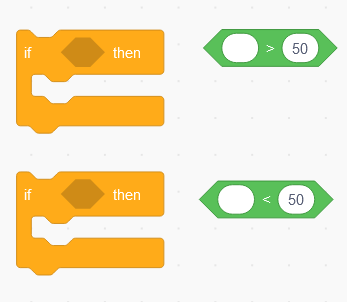 if then > 50
if then < 50